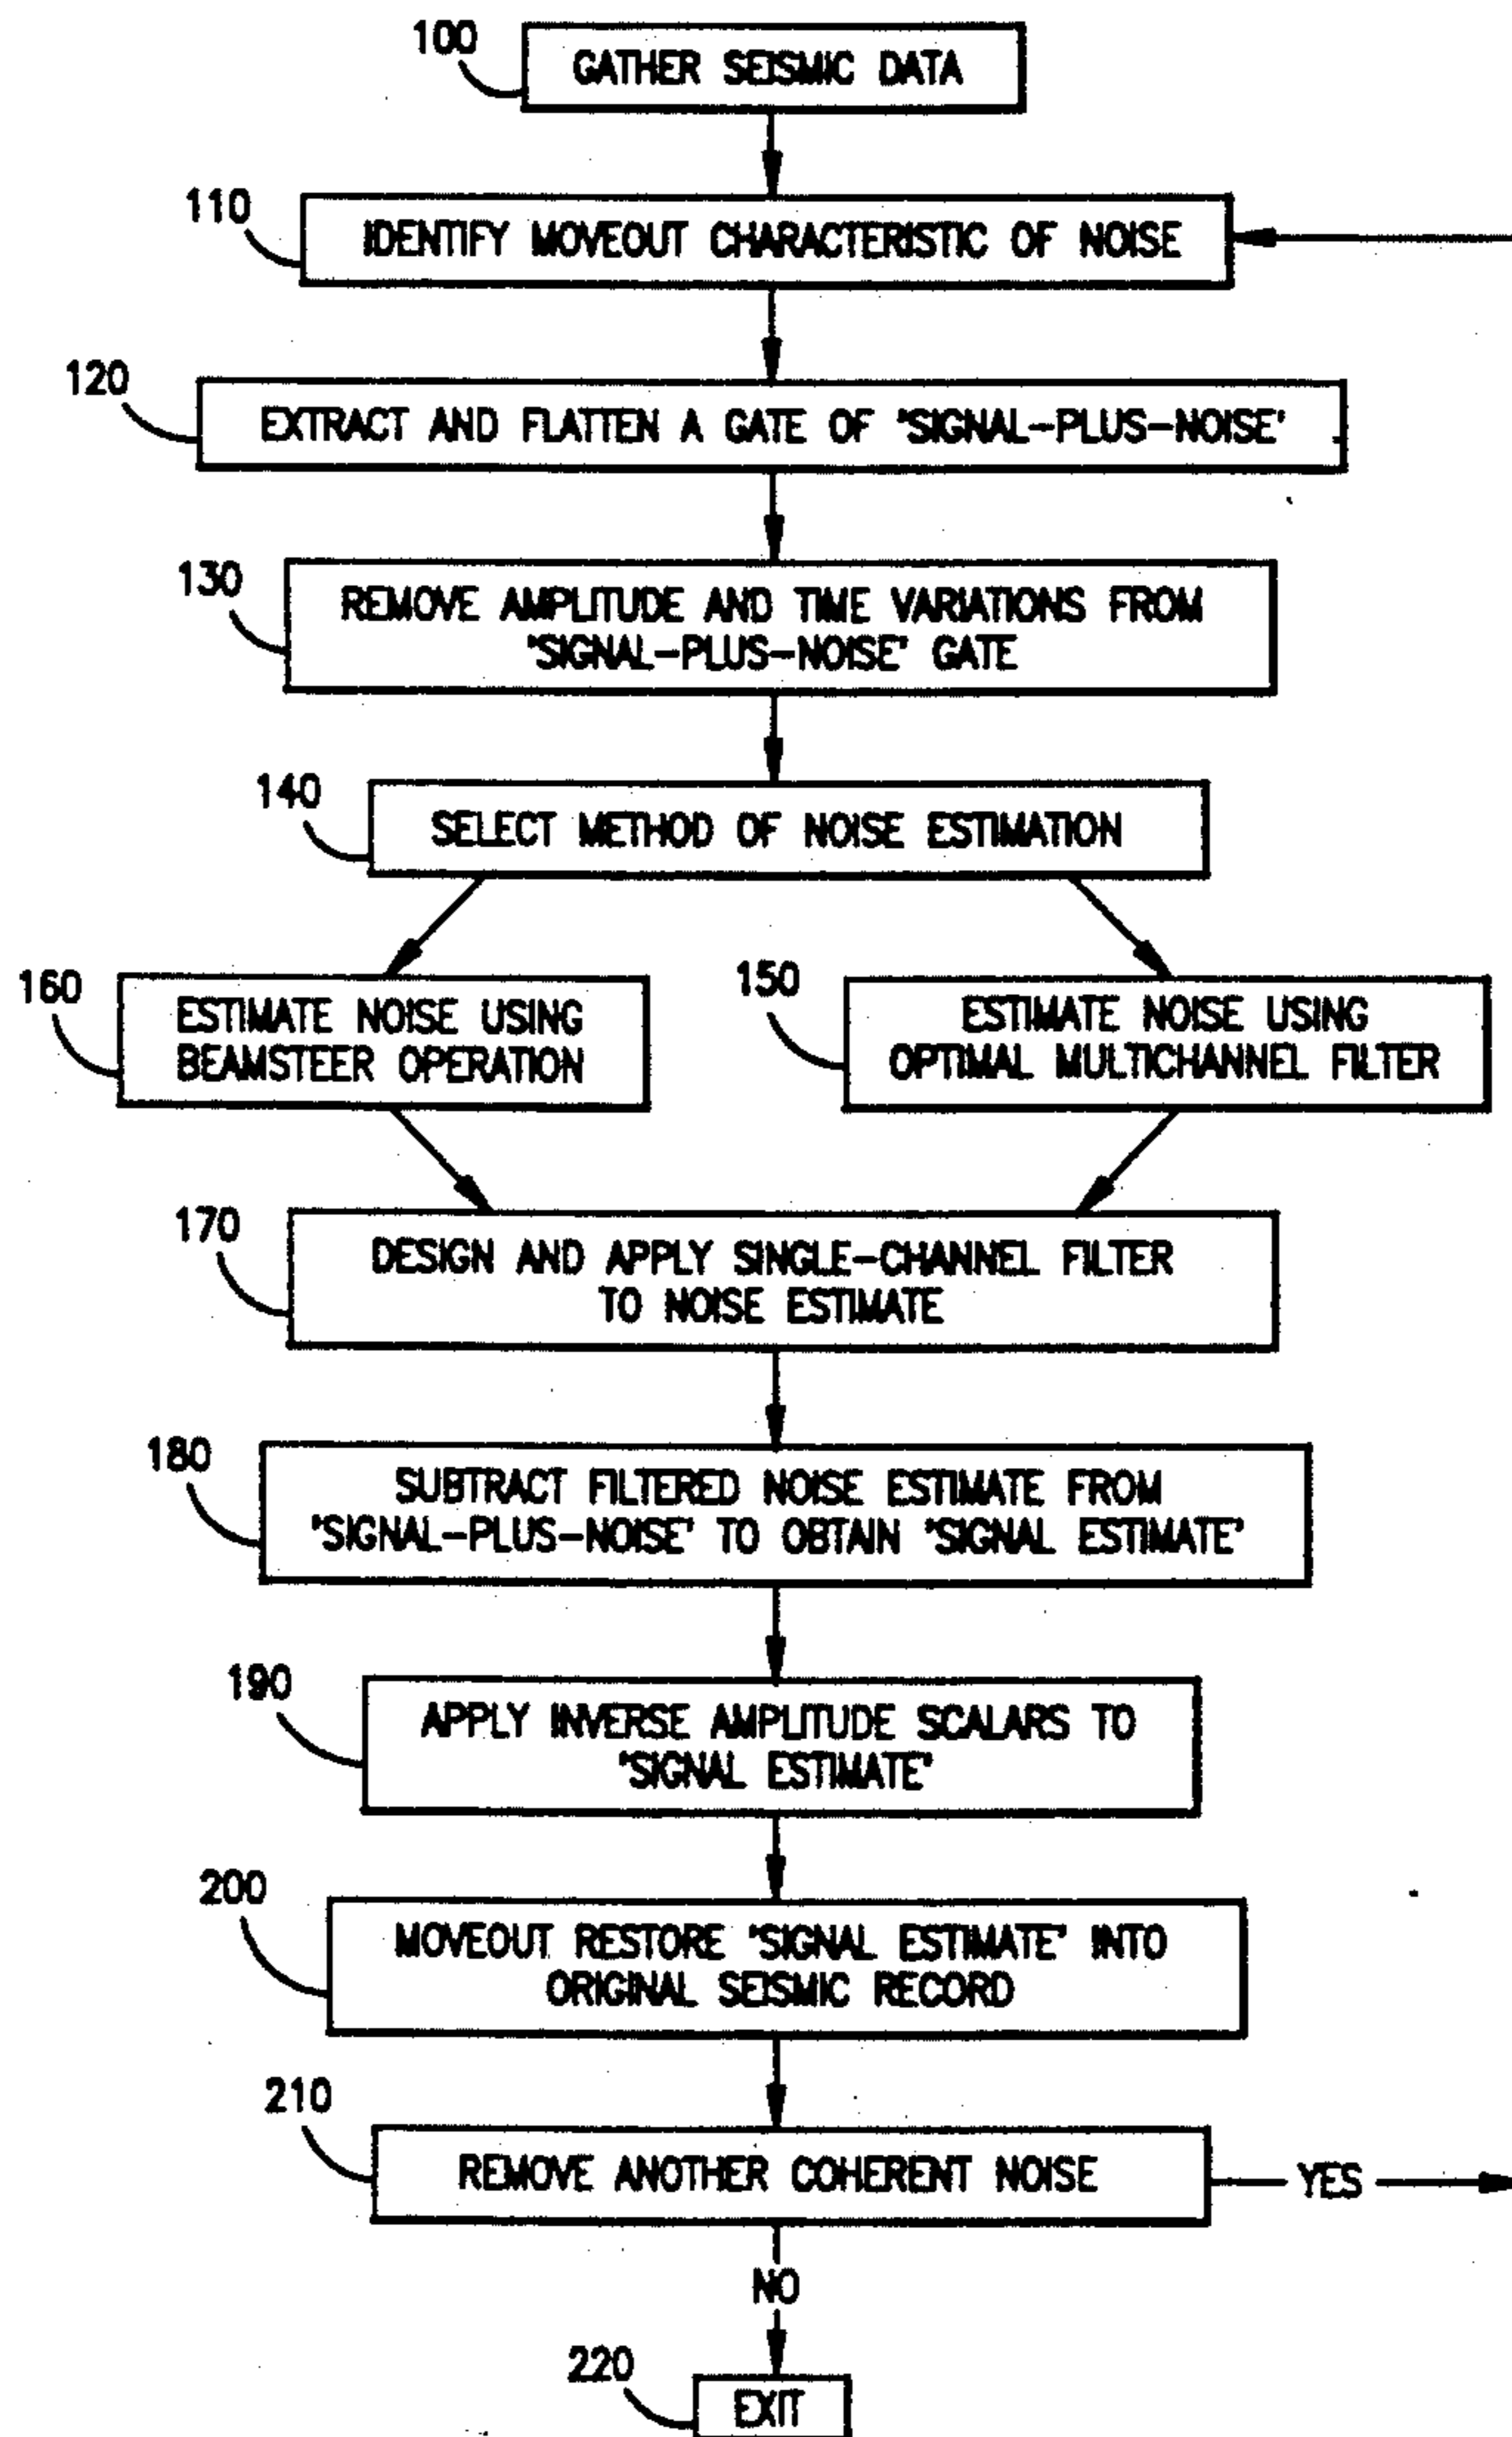 100
GATHER SEISMIC DATA
110
IDENTIFY MOVEOUT CHARACTERISTIC OF NOISE
120
EXTRACT AND FLATTEN A GATE OF "SIGNAL-PLUS-NOISE"
130
REMOVE AMPLITUDE AND TIME VARIATIONS FROM
"SIGNAL-PLUS-NOISE" GATE
140
SELECT METHOD OF NOISE ESTIMATION
160
ESTIMATE NOISE USING
BEAMSTEER OPERATION
150
ESTIMATE NOISE USING
OPTIMAL MULTICHANNEL FILTER
170
DESIGN AND APPLY SINGLE-CHANNEL FILTER
TO NOISE ESTIMATE
180
SUBTRACT FILTERED NOISE ESTIMATE FROM
"SIGNAL-PLUS-NOISE" TO OBTAIN "SIGNAL ESTIMATE"
190
APPLY INVERSE AMPLITUDE SCALARS TO
"SIGNAL ESTIMATE"
200
MOVEOUT RESTORE "SIGNAL ESTIMATE" INTO
ORIGINAL SEISMIC RECORD
210
REMOVE ANOTHER COHERENT NOISE
YES
NO
220
EXIT